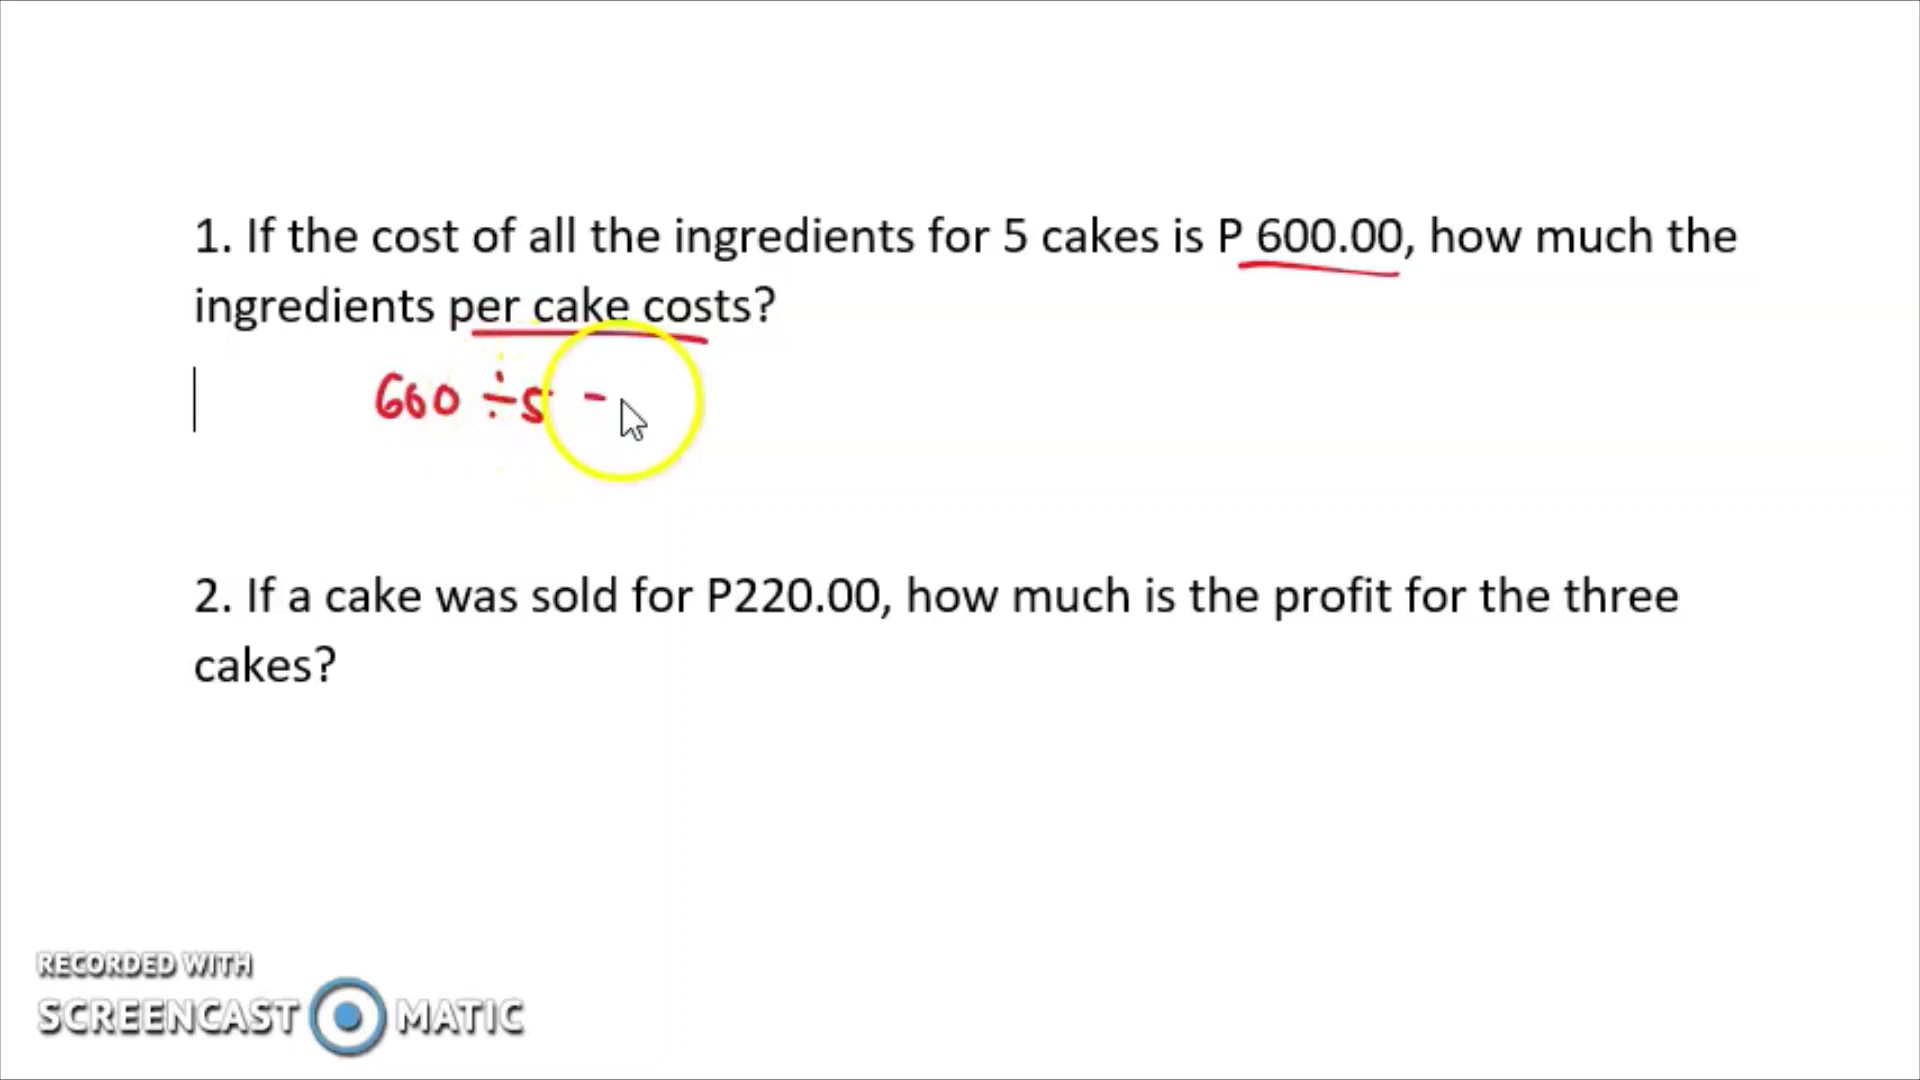 1. If the cost of all the ingredients for 5 cakes is P 600.00, how much the
ingredients per cake costs?
600 ÷5 -
2. If a cake was sold for P220.00, how much is the profit for the three
cakes?
RECORDED WITH
SCREENCAST MATIC